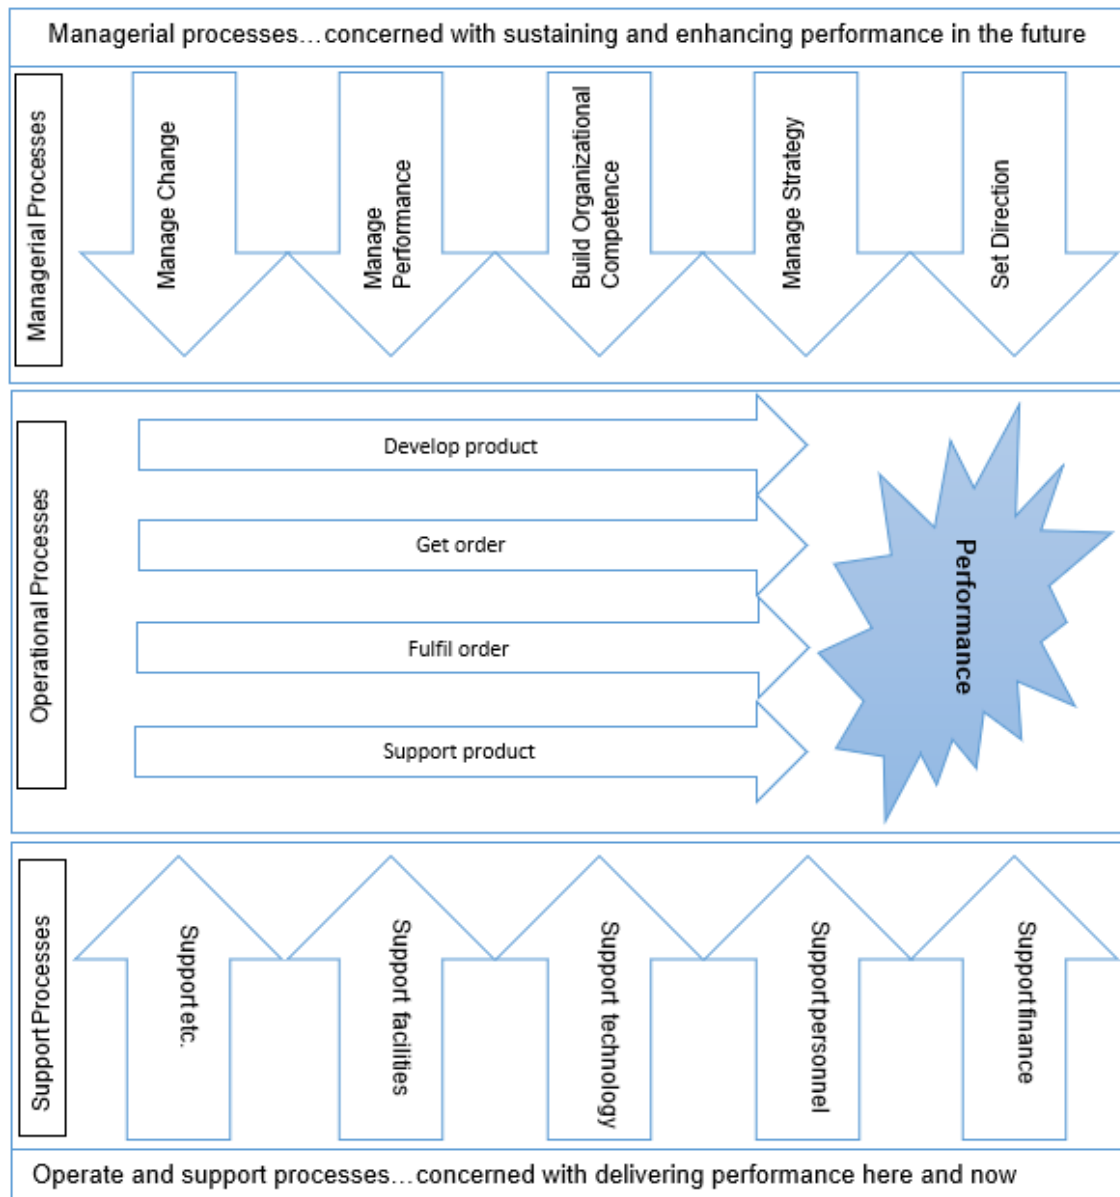 Managerial processes...concerned with sustaining and enhancing performance in the future
Managerial Processes
Manage Change
Manage
Performance
Build Organizational
Competence
Manage Strategy
Set Direction
Operational Processes
Develop product
Get order
Fulfil order
Support product
Performance
Support Processes
Support etc.
Support facilities
Support technology
Support personnel
Support finance
Operate and support processes...concerned with delivering performance here and now